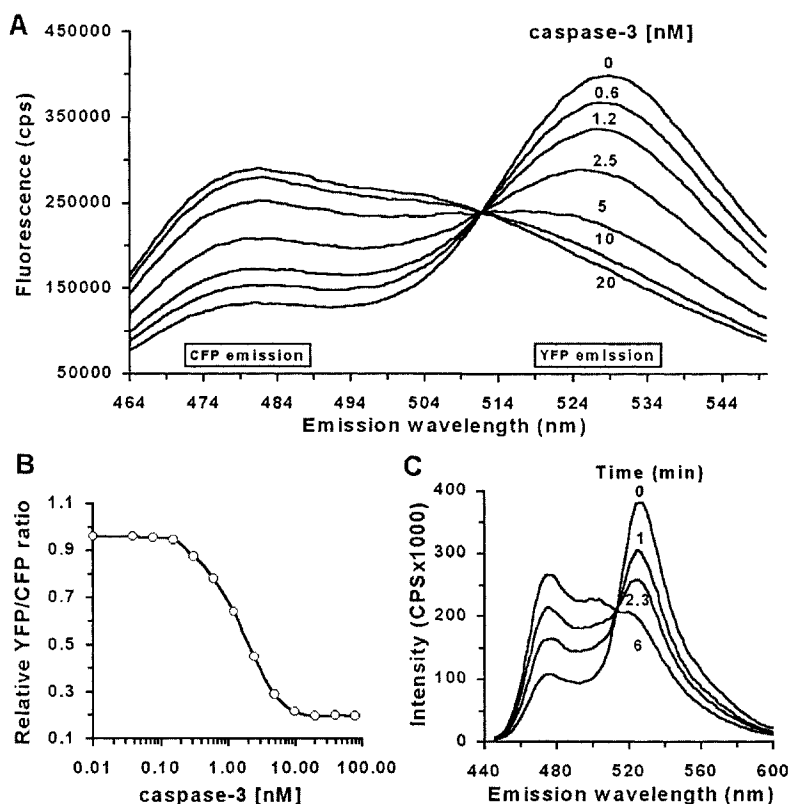 A
caspase-3 [nM]
450000
350000
250000
150000
50000
Fluorescence (cps)
0
0.6
1.2
2.5
5
10
20
CFP emission
YFP emission
464 474 484 494 504 514 524 534 544
Emission wavelength (nm)
B
1.1
0.9
0.7
0.5
0.3
0.1
Relative YFP/CFP ratio
0.01 0.10 1.00 10.00 100.00
caspase-3 [nM]
C
Time (min)
400
300
200
100
0
Intensity (CPSx1000)
0
1
2.3
6
440 480 520 560 600
Emission wavelength (nm)